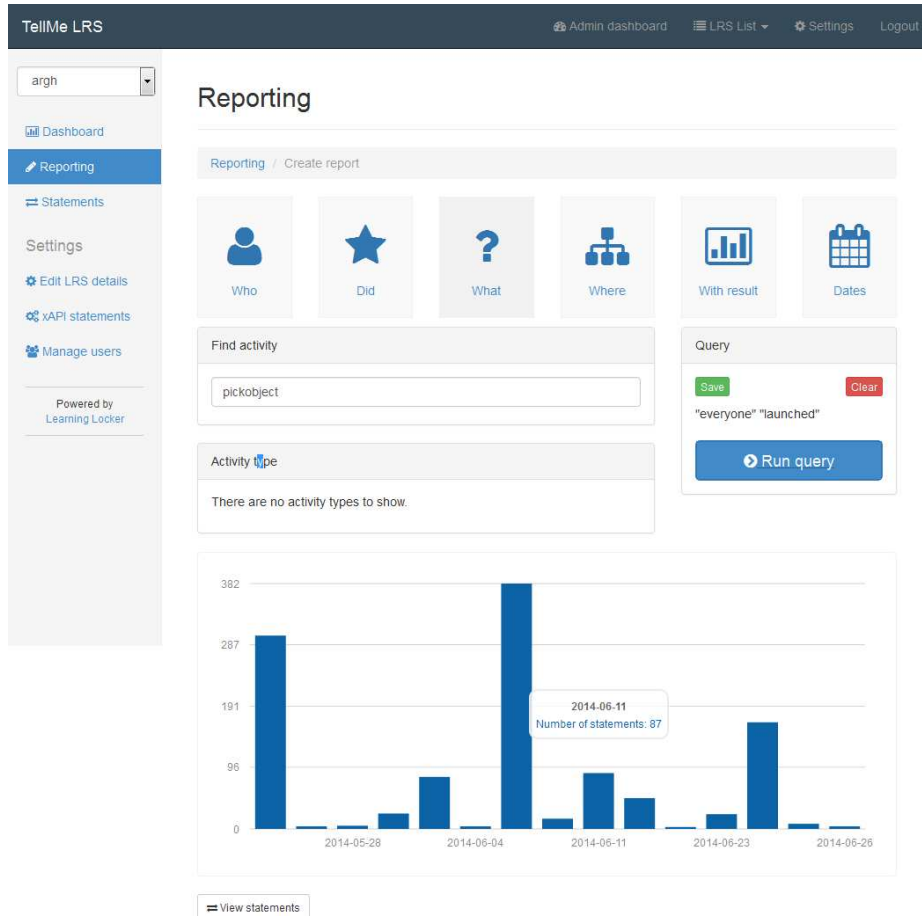 TellMe LRS
Admin dashboard
LRS List
Settings
Logout
argh
Dashboard
Reporting
Statements
Settings
Edit LRS details
xAPI statements
Manage users
Powered by
Learning Locker
Reporting
Reporting / Create report
Who
Did
What
Where
With result
Dates
Find activity
pickobject
Activity type
There are no activity types to show.
Query
Save
Clear
"everyone" "launched"
Run query
382
287
191
96
0
2014-06-11
Number of statements: 87
2014-05-28
2014-06-04
2014-06-11
2014-06-23
2014-06-26
View statements